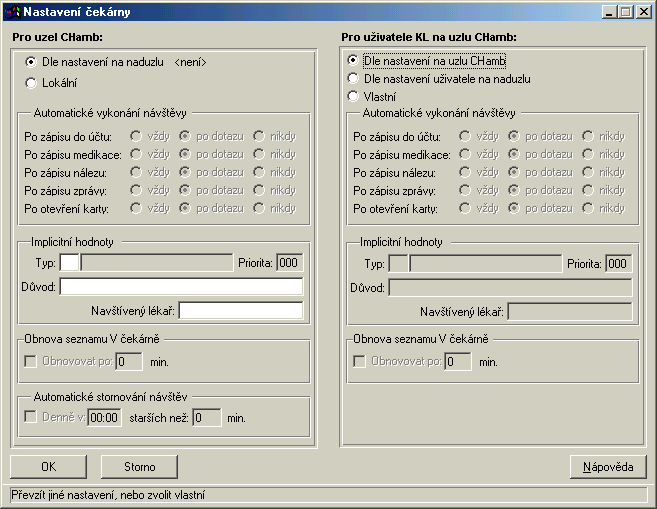 Nastavení čekárny
Pro uzel CHamb:
Dle nastavení na naduzlu <není>
Lokální
Automatické vykonání návštěvy
Po zápisu do účtu: vždy po dotazu nikdy
Po zápisu medikace: vždy po dotazu nikdy
Po zápisu nálezu: vždy po dotazu nikdy
Po zápisu zprávy: vždy po dotazu nikdy
Po otevření karty: vždy po dotazu nikdy
Implicitní hodnoty
Typ: Priorita: 000
Důvod:
Navštívený lékař:
Obnova seznamu V čekárně
Obnovovat po: 0 min.
Automatické stornování návštěv
Denně v: 00:00 starších než: 0 min.
Pro uživatele KL na uzlu CHamb:
Dle nastavení na uzlu CHamb
Dle nastavení uživatele na naduzlu
Vlastní
Automatické vykonání návštěvy
Po zápisu do účtu: vždy po dotazu nikdy
Po zápisu medikace: vždy po dotazu nikdy
Po zápisu nálezu: vždy po dotazu nikdy
Po zápisu zprávy: vždy po dotazu nikdy
Po otevření karty: vždy po dotazu nikdy
Implicitní hodnoty
Typ: Priorita: 000
Důvod:
Navštívený lékař:
Obnova seznamu V čekárně
Obnovovat po: 0 min.
OK Storno Nápověda
Převzít jiné nastavení, nebo zvolit vlastní